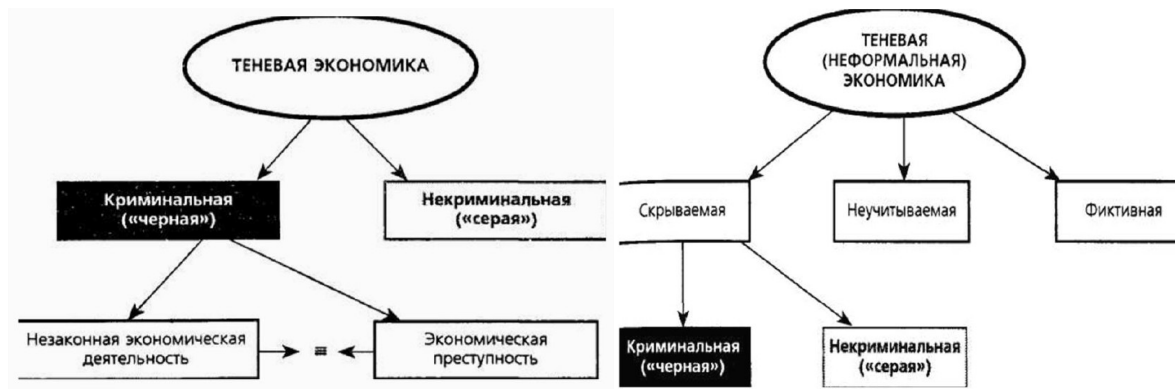 ТЕНЕВАЯ ЭКОНОМИКА
Криминальная
(«черная»)
Некриминальная
(«серая»)
Незаконная экономическая
деятельность
≡
Экономическая
преступность
ТЕНЕВАЯ
(НЕФОРМАЛЬНАЯ)
ЭКОНОМИКА
Скрываемая
Неучитываемая
Фиктивная
Криминальная
(«черная»)
Некриминальная
(«серая»)